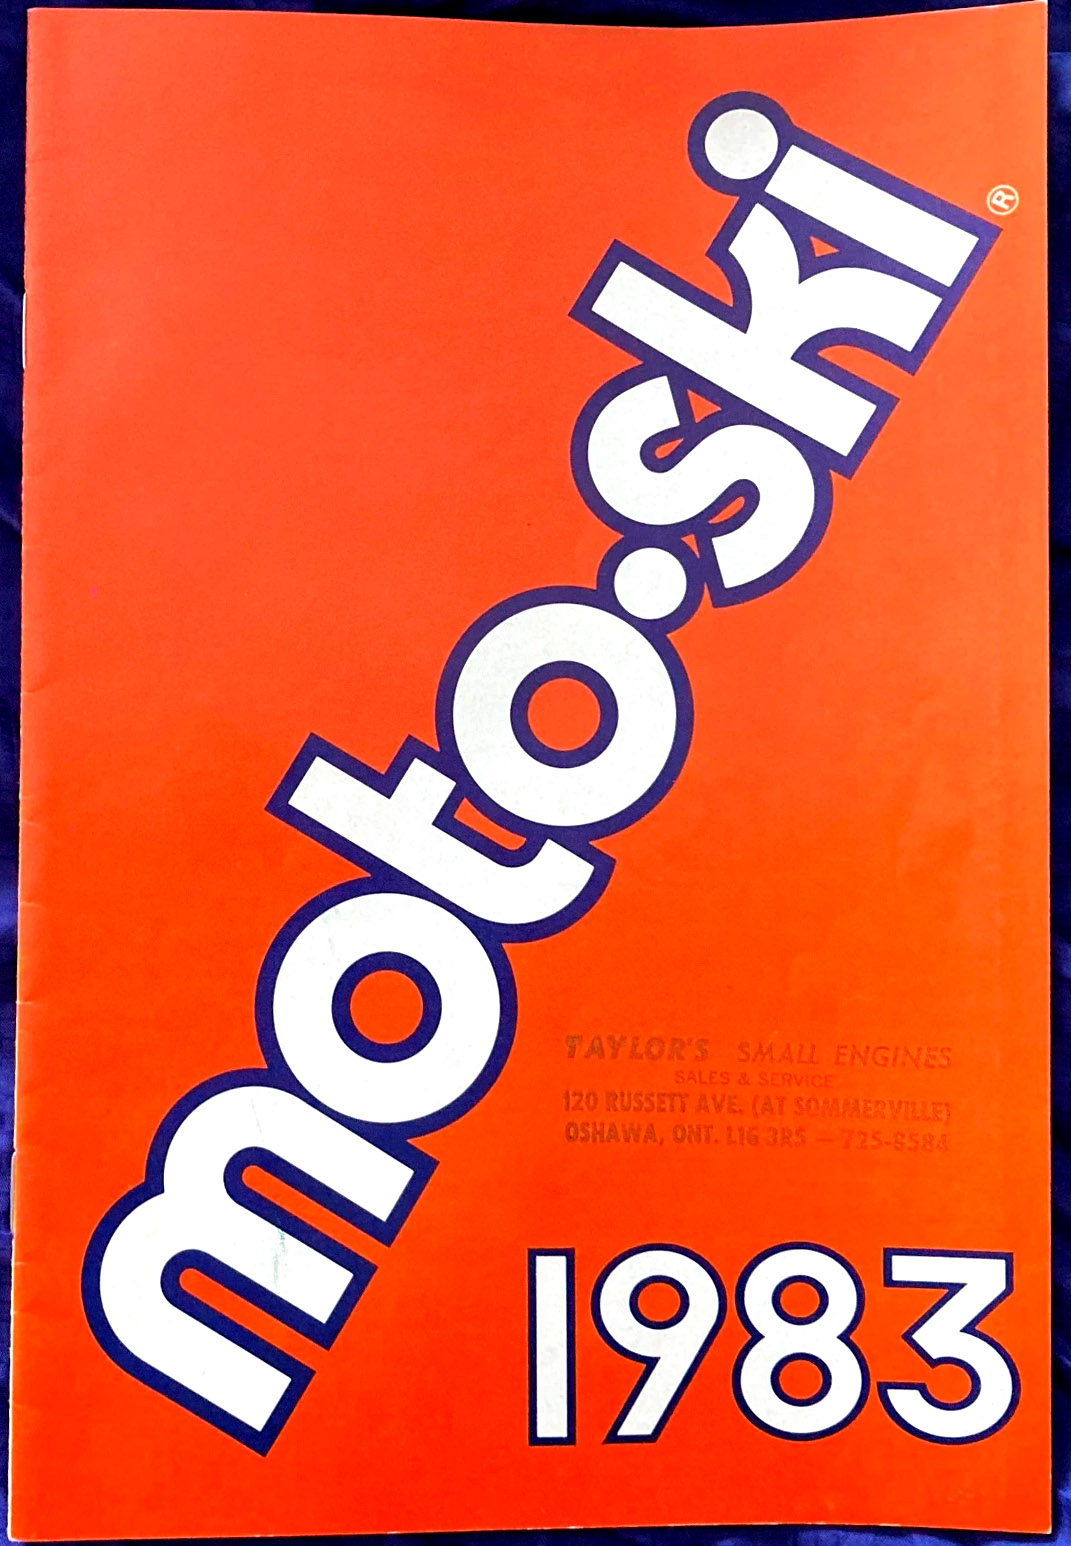 moto•ski®
TAYLOR'S SMALL ENGINES
SALES & SERVICE
120 RUSSETT AVE. (AT SOMMERVILLE)
OSHAWA, ONT. L1G 3R5 — 725-8584
1983